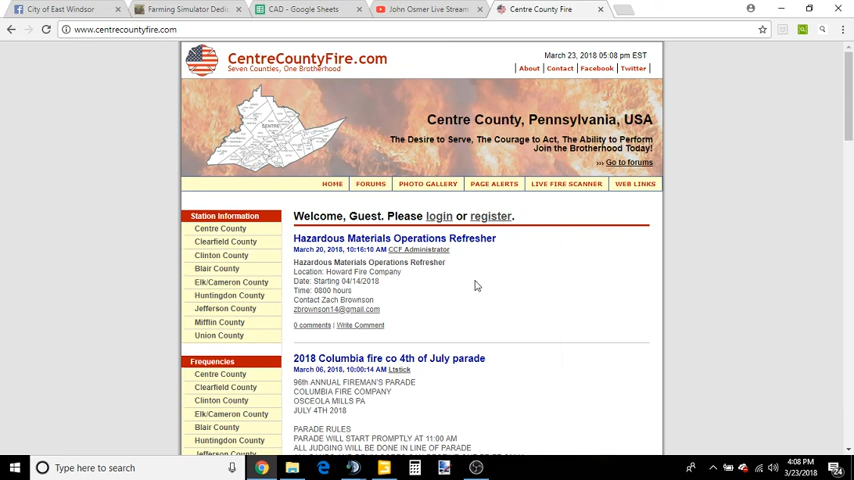 City of East Windsor
Farming Simulator Dedic
CAD - Google Sheets
John Osmer Live Stream
Centre County Fire
www.centrecountyfire.com
CentreCountyFire.com
Seven Counties, One Brotherhood
March 23, 2018 05:08 pm EST
| About | Contact | Facebook | Twitter |
CENTRE
Centre County, Pennsylvania, USA
The Desire to Serve, The Courage to Act, The Ability to Perform
Join the Brotherhood Today!
››› Go to forums
HOME
FORUMS
PHOTO GALLERY
PAGE ALERTS
LIVE FIRE SCANNER
WEB LINKS
Station Information
Centre County
Clearfield County
Clinton County
Blair County
Elk/Cameron County
Huntingdon County
Jefferson County
Mifflin County
Union County
Frequencies
Centre County
Clearfield County
Clinton County
Elk/Cameron County
Blair County
Huntingdon County
Jefferson County
Welcome, Guest. Please login or register.
Hazardous Materials Operations Refresher
March 20, 2018, 10:16:10 AM CCF Administrator
Hazardous Materials Operations Refresher
Location: Howard Fire Company
Date: Starting 04/14/2018
Time: 0800 hours
Contact Zach Brownson
zbrownson14@gmail.com
0 comments | Write Comment
2018 Columbia fire co 4th of July parade
March 06, 2018, 10:00:14 AM Ltstick
96th ANNUAL FIREMAN'S PARADE
COLUMBIA FIRE COMPANY
OSCEOLA MILLS PA
JULY 4TH 2018
PARADE RULES
PARADE WILL START PROMPTLY AT 11:00 AM
ALL JUDGING WILL BE DONE IN LINE OF PARADE
Type here to search
4:08 PM
3/23/2018
24